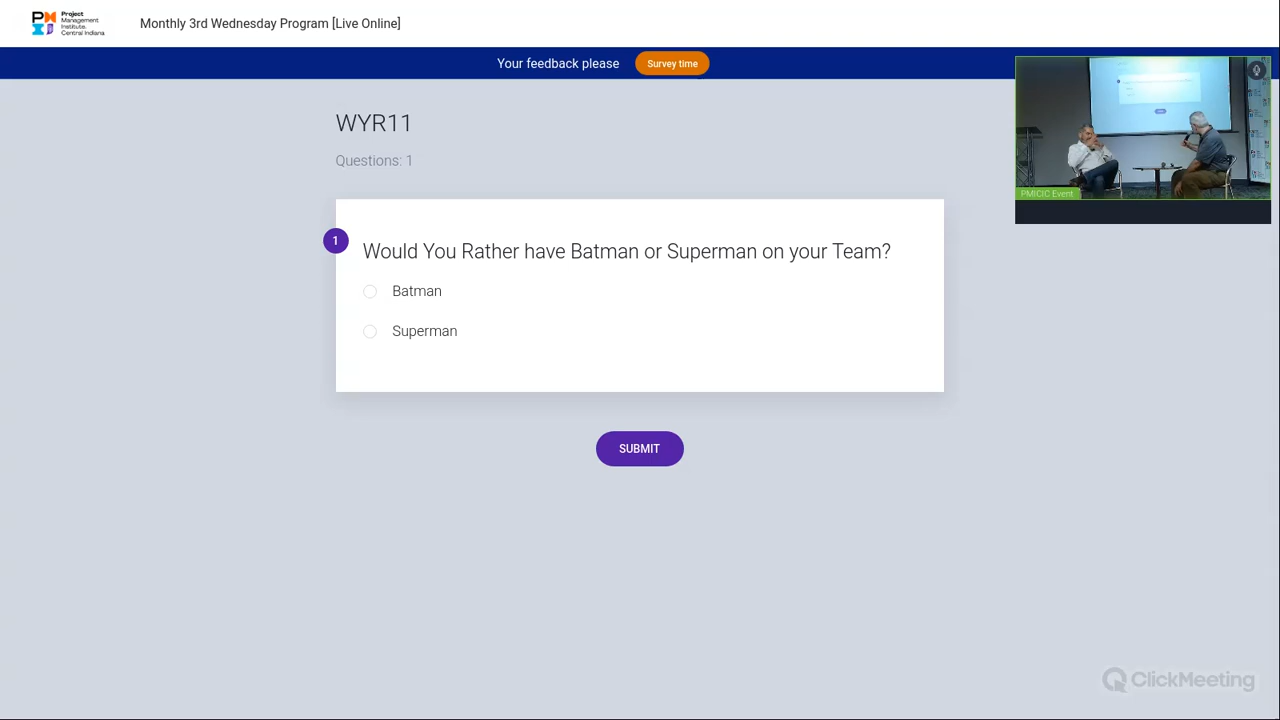 Project
Management
Institute.
Central Indiana
Monthly 3rd Wednesday Program [Live Online]
Your feedback please
Survey time
WYR11
Questions: 1
1
Would You Rather have Batman or Superman on your Team?
Batman
Superman
SUBMIT
PMICIC Event
ClickMeeting